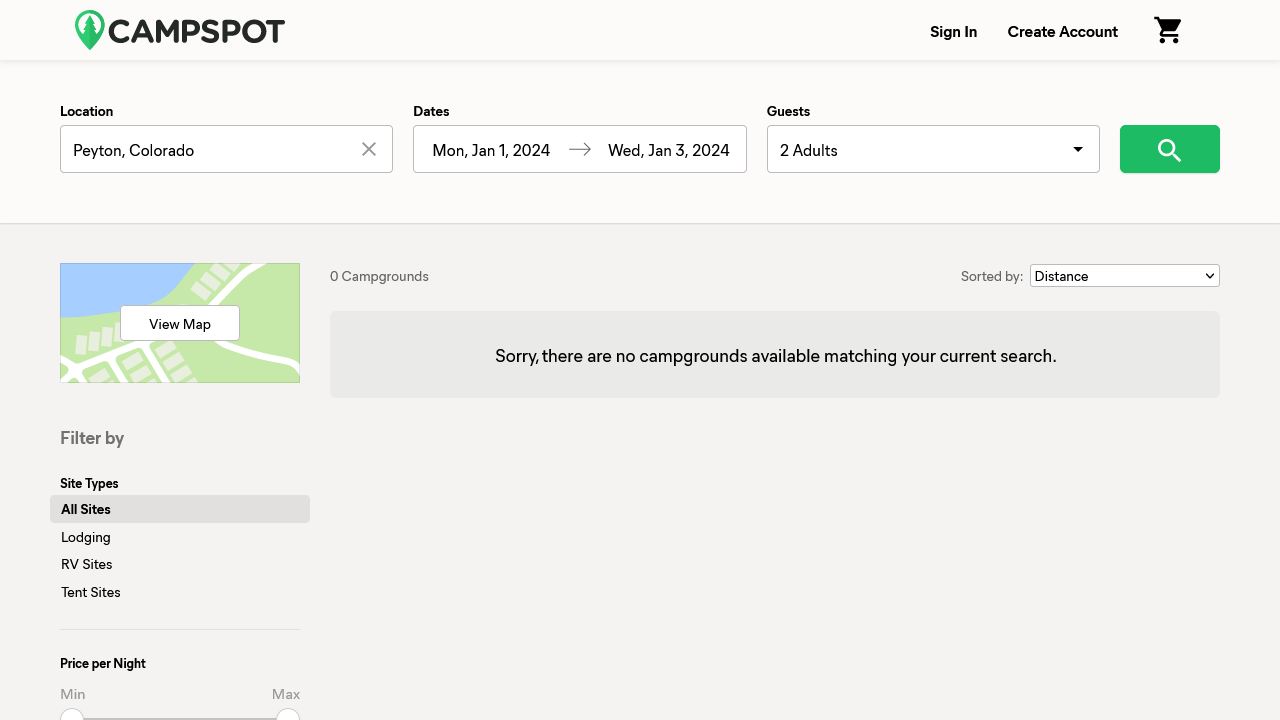 CAMPSPOT
Sign In
Create Account
Location
Dates
Guests
Peyton, Colorado
Mon, Jan 1, 2024
Wed, Jan 3, 2024
2 Adults
View Map
0 Campgrounds
Sorted by:
Distance
Sorry, there are no campgrounds available matching your current search.
Filter by
Site Types
All Sites
Lodging
RV Sites
Tent Sites
Price per Night
Min
Max